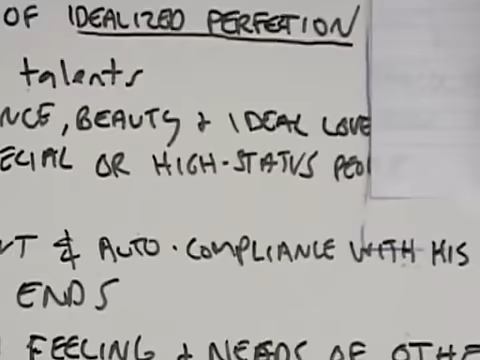 OF IDEALIZED PERFECTION
talents
NCE, BEAUTY & IDEAL LOVE
ECIAL OR HIGH-STATUS PEO
NT & AUTO-COMPLIANCE WITH HIS
ENDS
FEELING & NEEDS OF OTHE